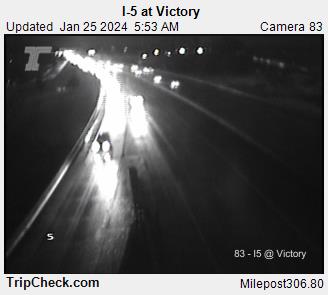 I-5 at Victory
Updated Jan 25 2024 5:53 AM Camera 83
T
S
83 - I5 @ Victory
TripCheck.com Milepost306.80